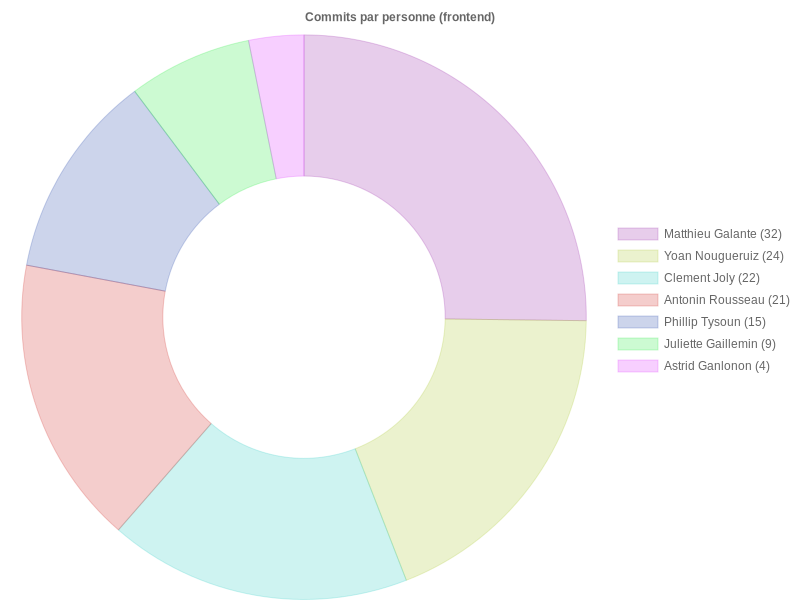 Commits par personne (frontend)
Matthieu Galante (32)
Yoan Nougueruiz (24)
Clement Joly (22)
Antonin Rousseau (21)
Phillip Tysoun (15)
Juliette Gaillemin (9)
Astrid Ganlonon (4)